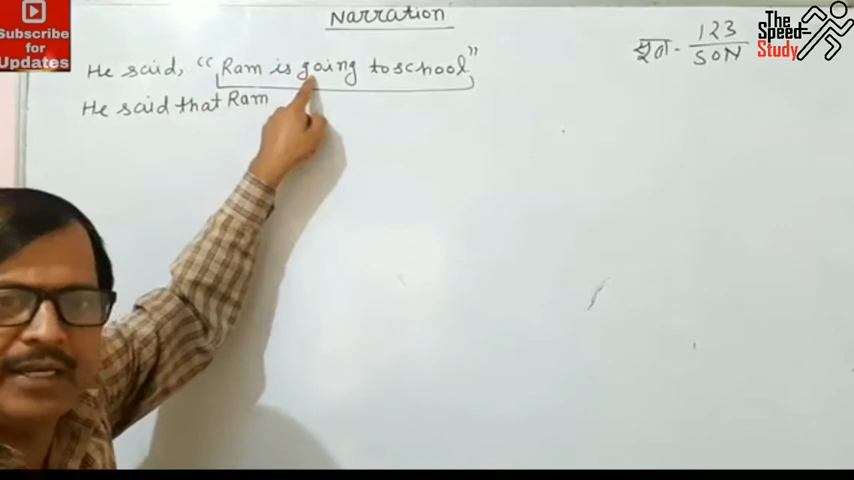 Narration
Subscribe
for
Updates
The
Speed
Study
सूत्र - 123
SON
He said, “Ram is going to school”
He said that Ram